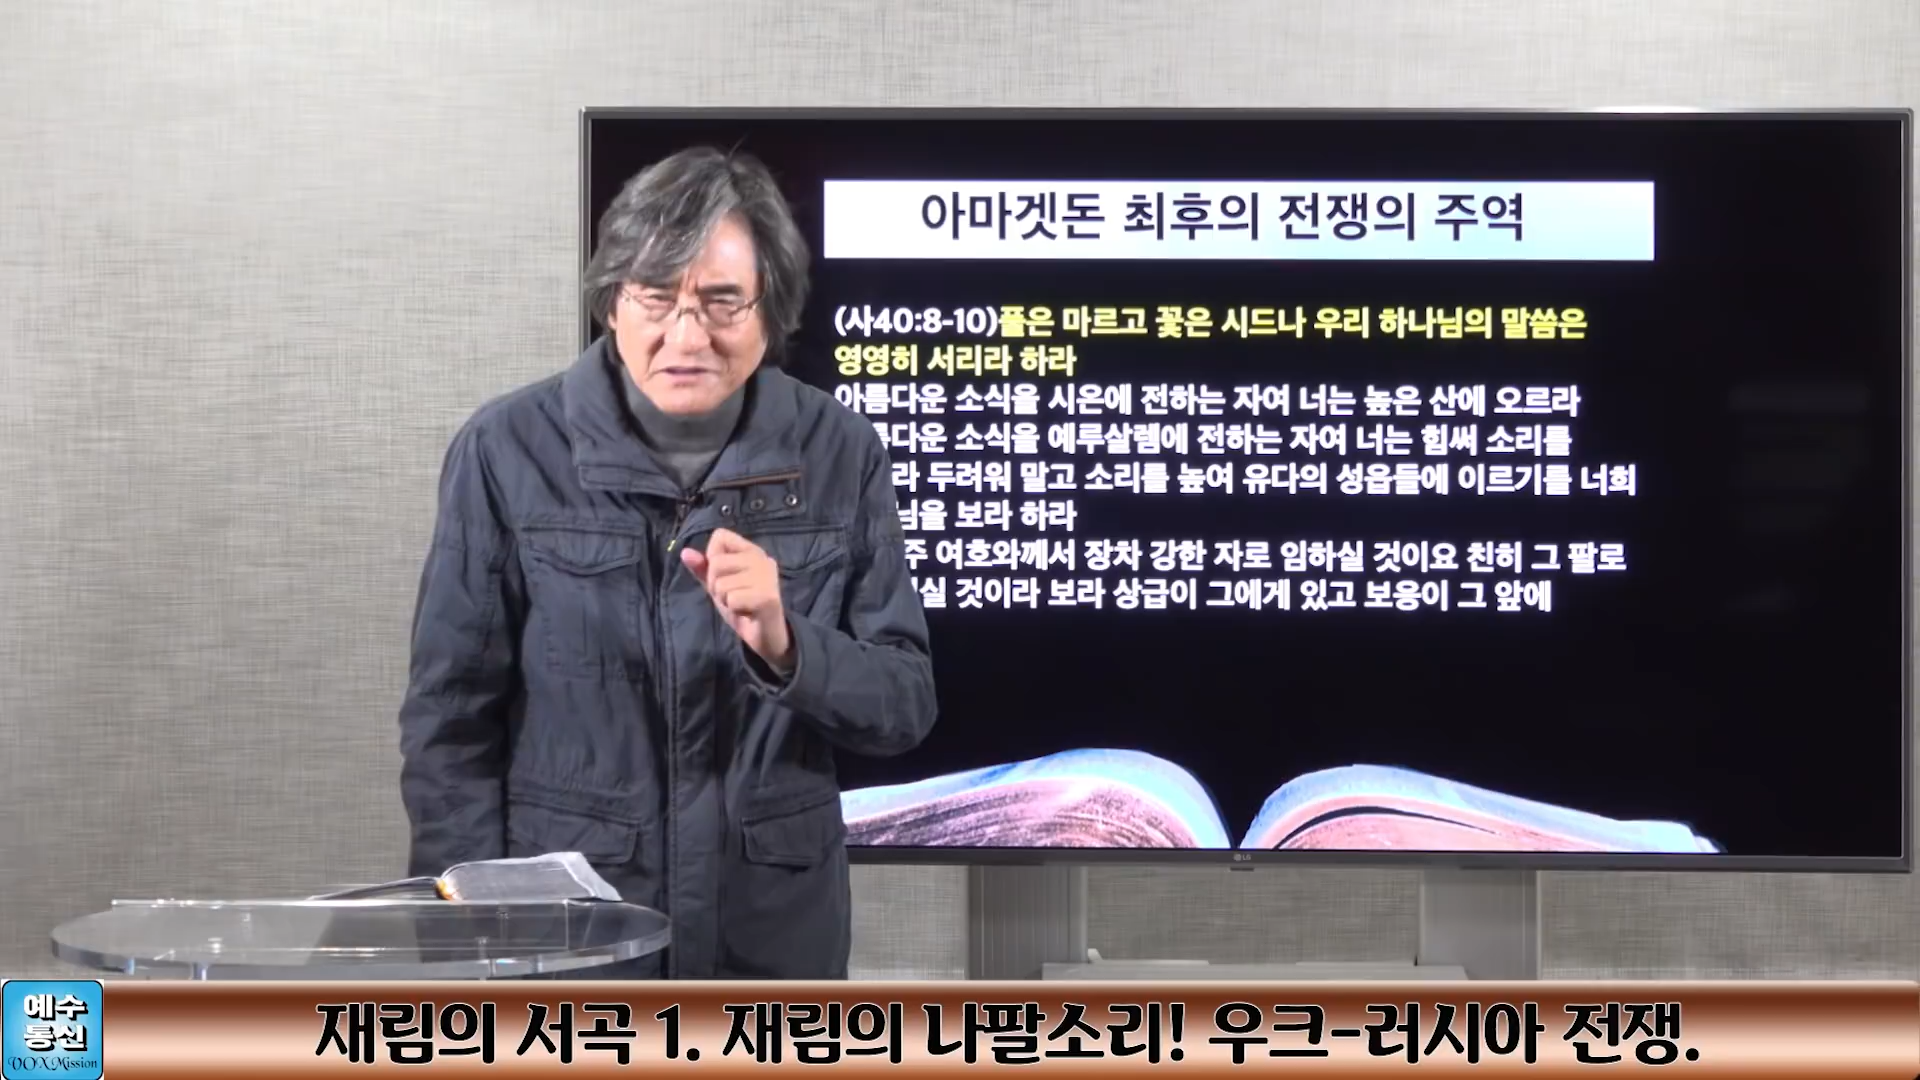 아마겟돈 최후의 전쟁의 주역
(사40:8-10)풀은 마르고 꽃은 시드나 우리 하나님의 말씀은
영영히 서리라 하라
아름다운 소식을 시온에 전하는 자여 너는 높은 산에 오르라
소식을 예루살렘에 전하는 자여 너는 힘써 소리를
두려워 말고 소리를 높여 유다의 성읍들에 이르기를 너희
보라 하라
여호와께서 장차 강한 자로 임하실 것이요 친히 그 팔로
것이라 보라 상급이 그에게 있고 보응이 그 앞에
LG
예수
통신
VOX Mission
재림의 서곡 1. 재림의 나팔소리! 우크-러시아 전쟁.